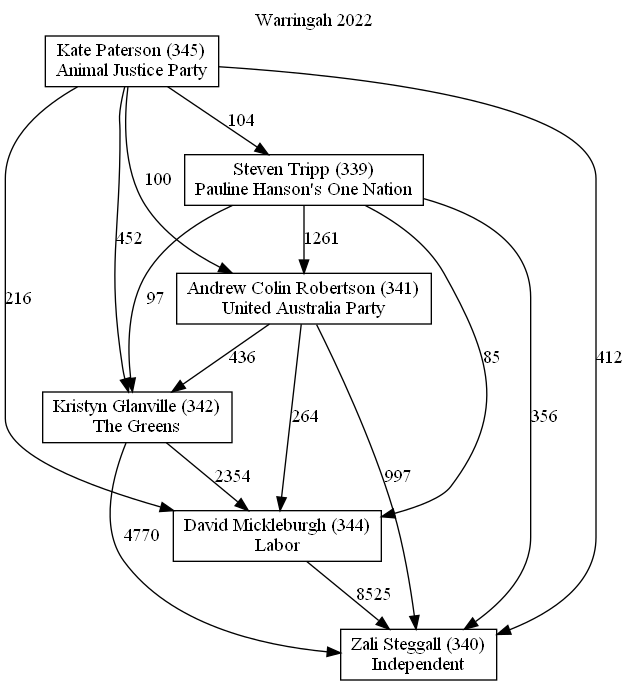 Warringah 2022
Kate Paterson (345)
Animal Justice Party
104
Steven Tripp (339)
Pauline Hanson's One Nation
100
452
1261
216
97
Andrew Colin Robertson (341)
United Australia Party
436
85
412
Kristyn Glanville (342)
The Greens
264
356
2354
997
David Mickleburgh (344)
Labor
4770
8525
Zali Steggall (340)
Independent